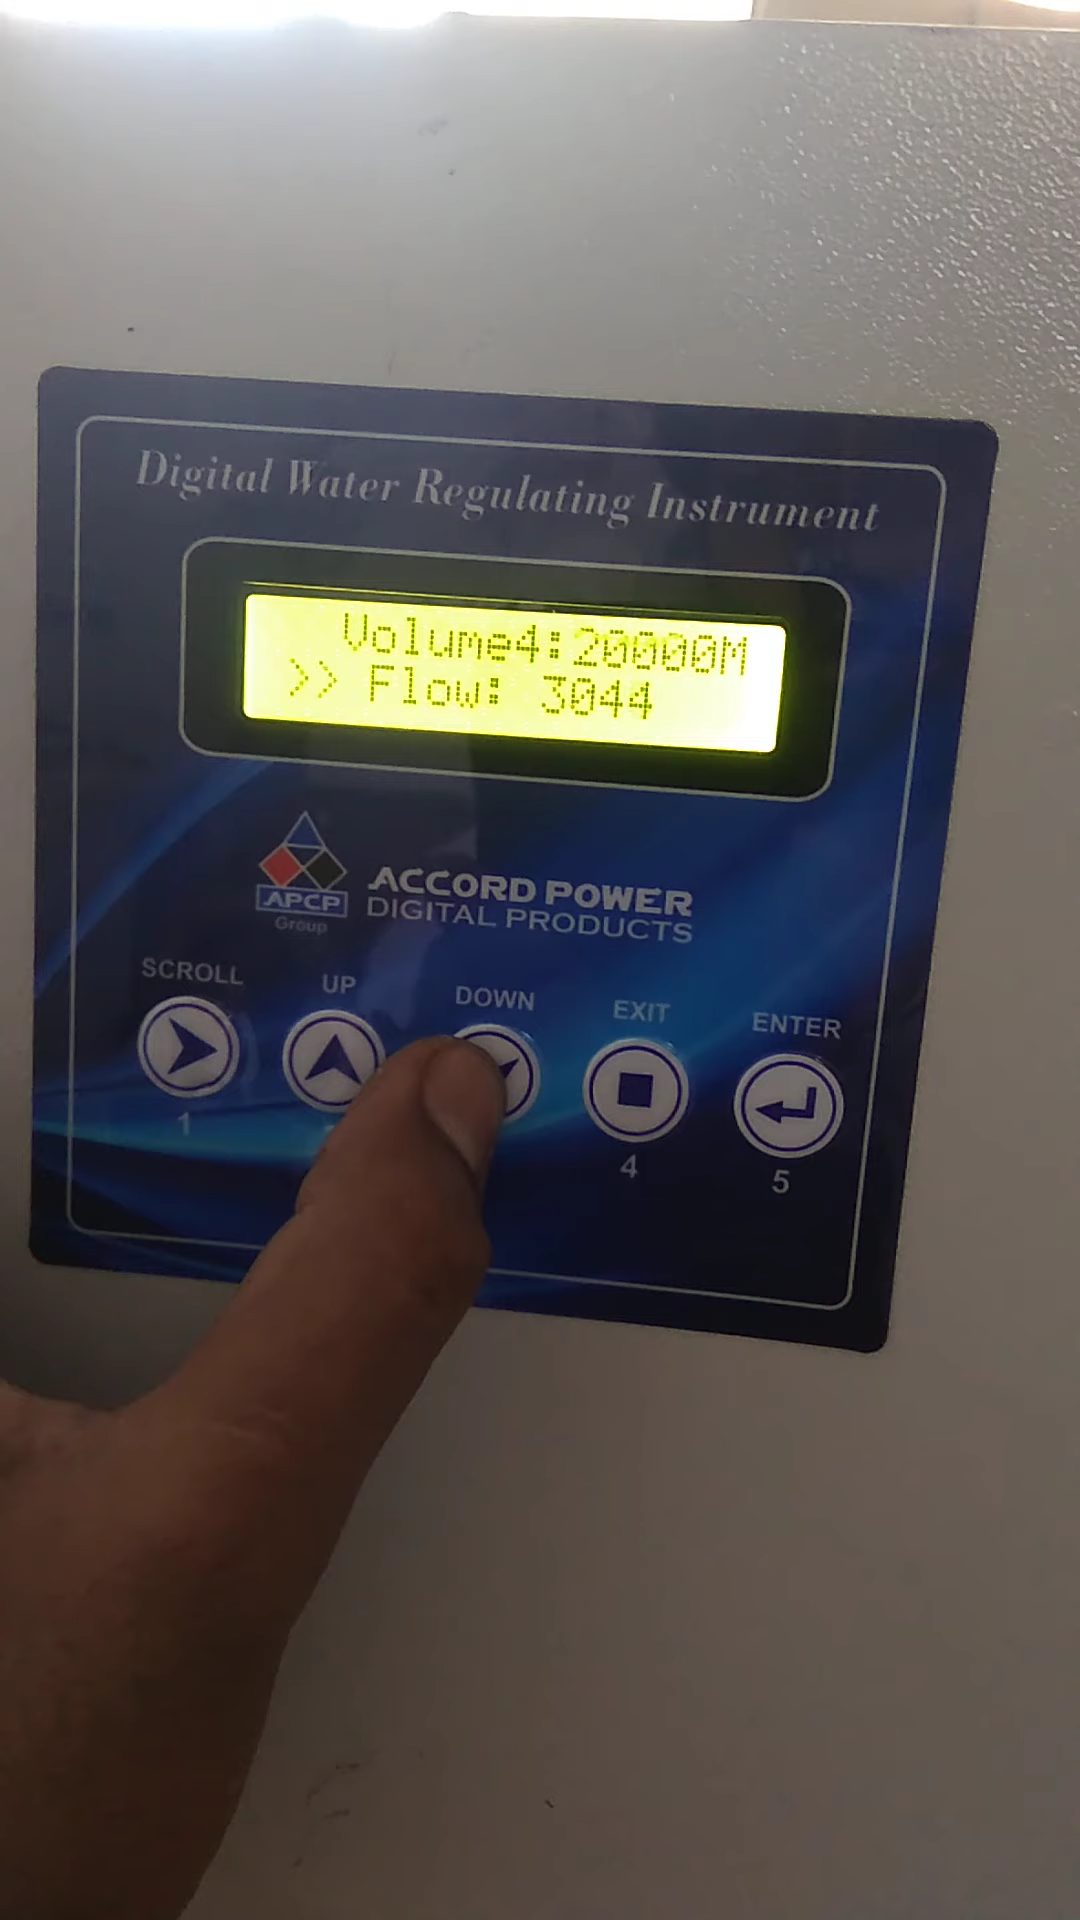 Digital Water Regulating Instrument
Volume4:20000M
>> Flow: 3044
APCP
Group
ACCORD POWER
DIGITAL PRODUCTS
SCROLL
UP
DOWN
EXIT
ENTER
1
4
5